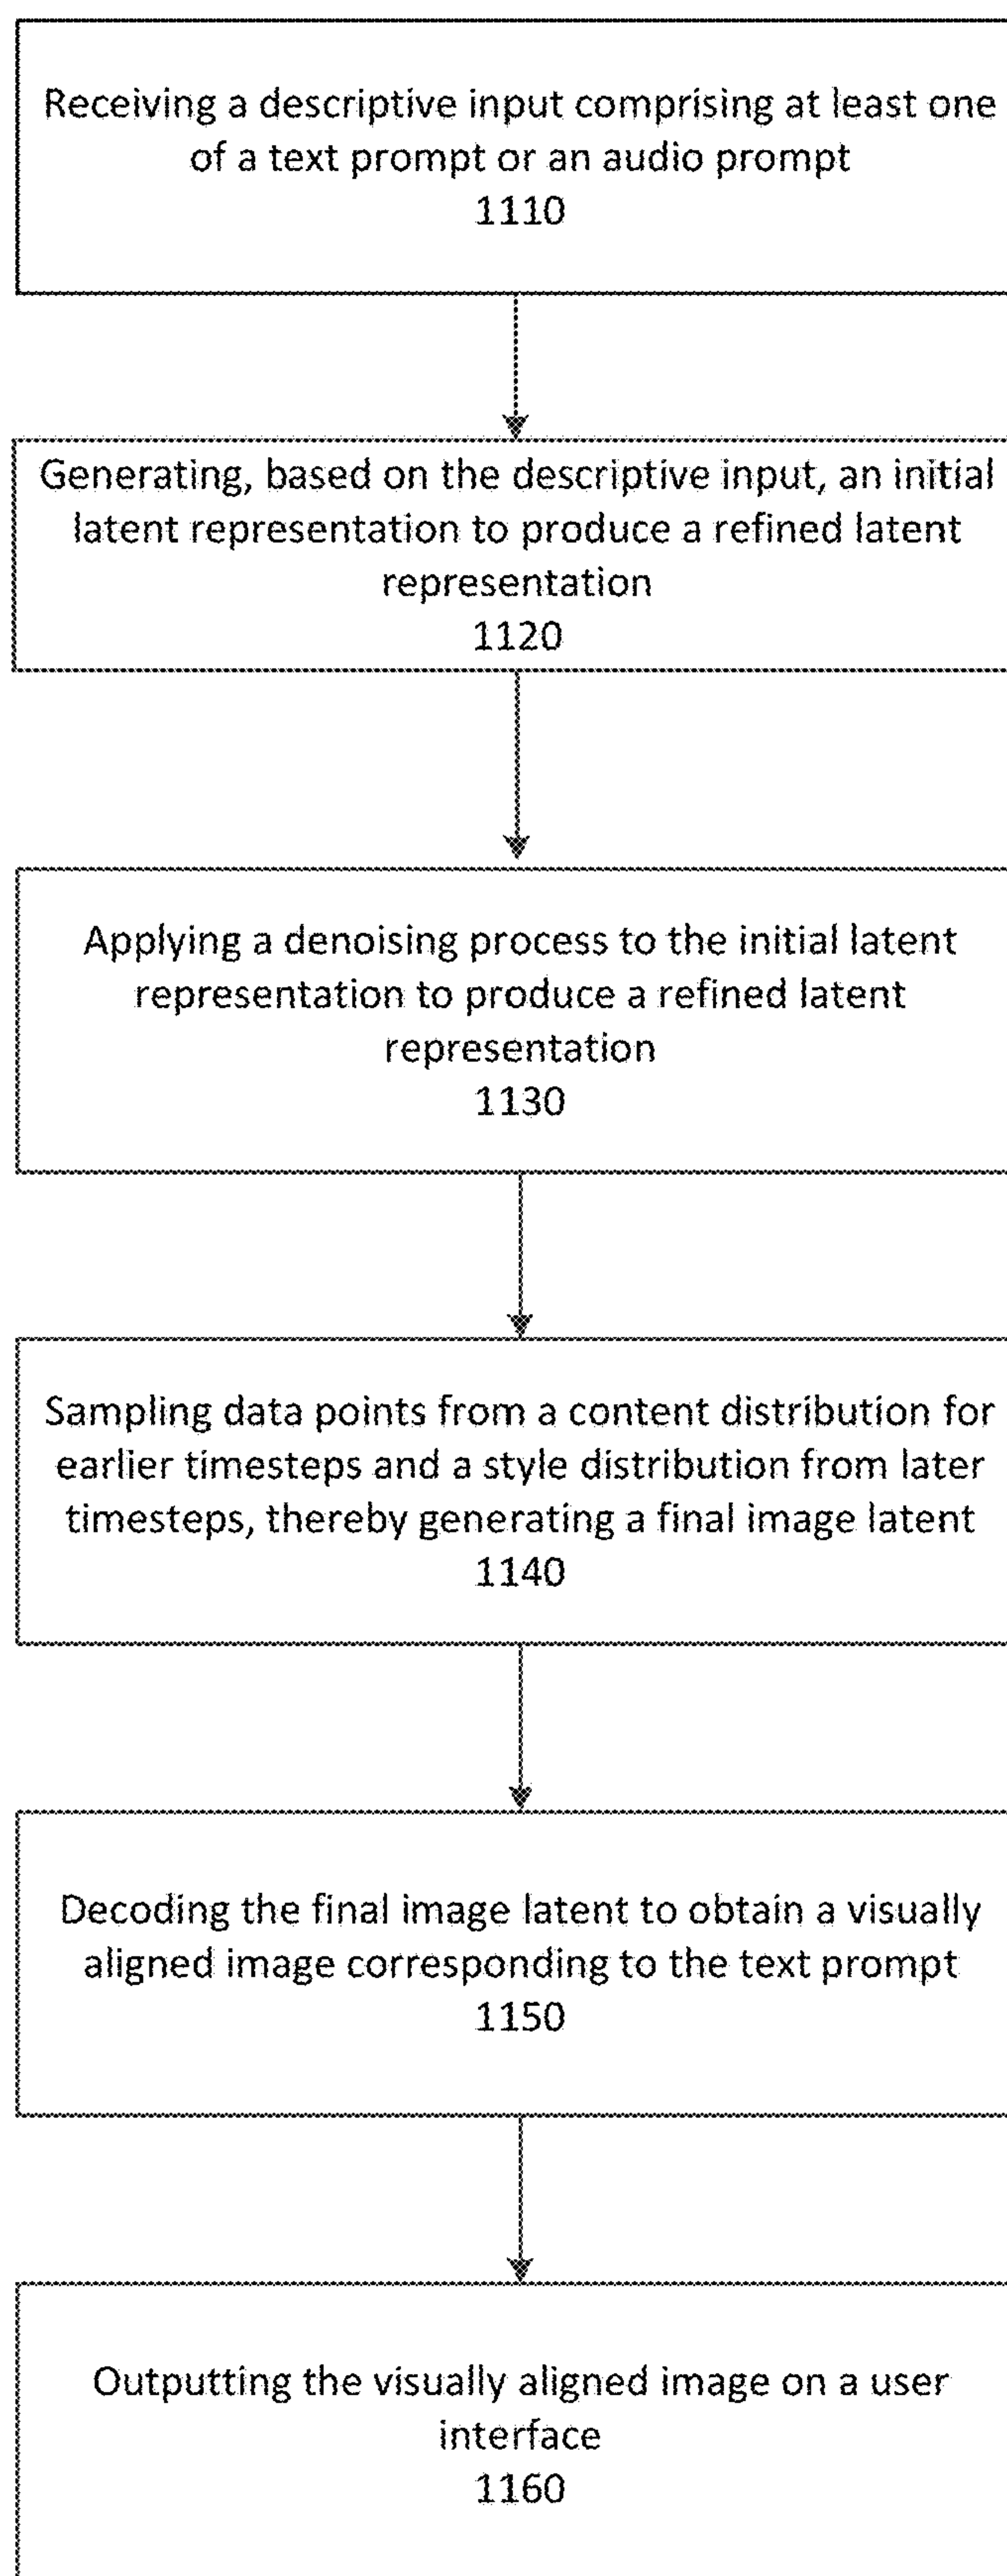 Receiving a descriptive input comprising at least one
of a text prompt or an audio prompt
1110
Generating, based on the descriptive input, an initial
latent representation to produce a refined latent
representation
1120
Applying a denoising process to the initial latent
representation to produce a refined latent
representation
1130
Sampling data points from a content distribution for
earlier timesteps and a style distribution from later
timesteps, thereby generating a final image latent
1140
Decoding the final image latent to obtain a visually
aligned image corresponding to the text prompt
1150
Outputting the visually aligned image on a user
interface
1160